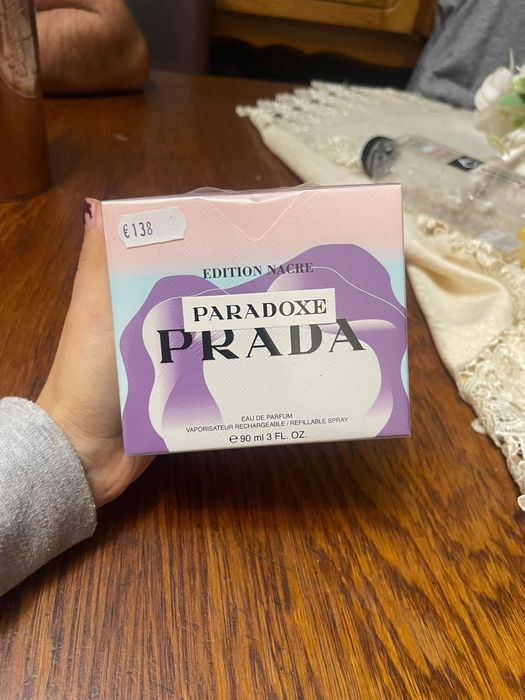 €138
EDITION NACRE
PARADOXE
PRADA
EAU DE PARFUM
VAPORISATEUR RECHARGEABLE / REFILLABLE SPRAY
℮ 90 ml 3 FL. OZ.